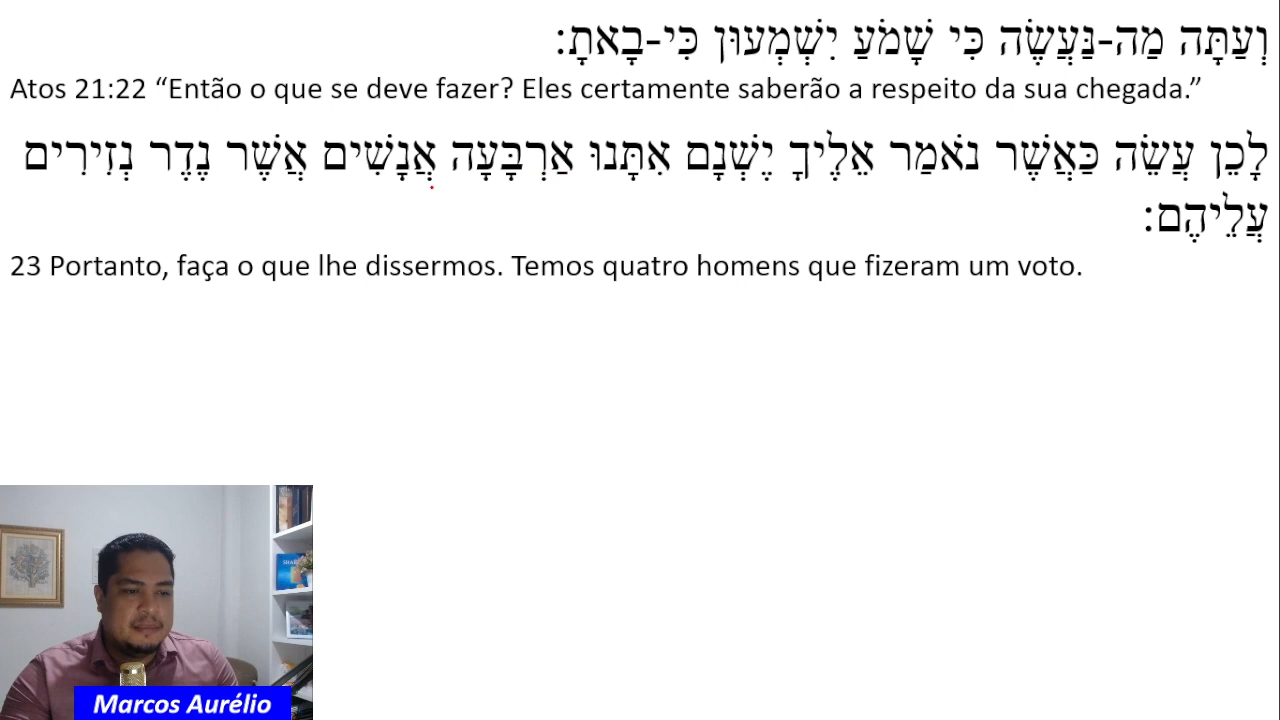 וְעַתָּה מַה-נַּעֲשֶׂה כִּי שָׁמֹעַ יִשְׁמְעוּן כִּי-בָאתָ:
Atos 21:22 “Então o que se deve fazer? Eles certamente saberão a respeito da sua chegada.”
לָכֵן עֲשֵׂה כַּאֲשֶׁר נֹאמַר אֵלֶיךָ יֶשְׁנָם אִתָּנוּ אַרְבָּעָה אֲנָשִׁים אֲשֶׁר נֶדֶר נְזִירִים
עֲלֵיהֶם:
23 Portanto, faça o que lhe dissermos. Temos quatro homens que fizeram um voto.
Marcos Aurélio